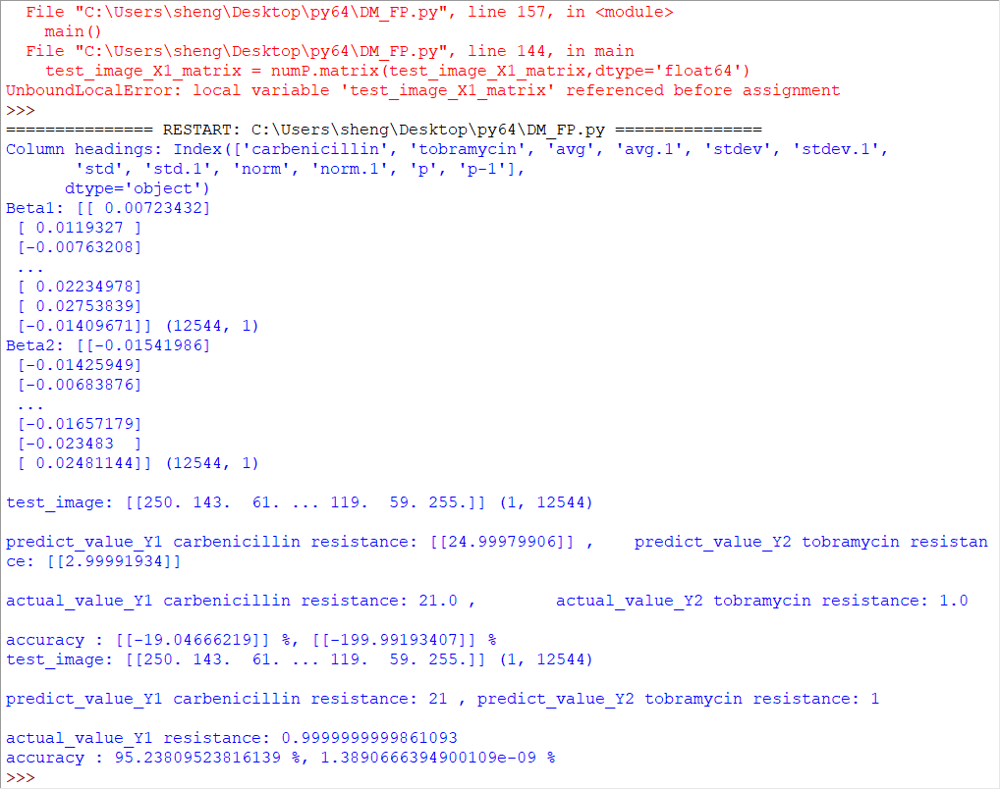 File "C:\Users\sheng\Desktop\py64\DM_FP.py", line 157, in <module>
main()
File "C:\Users\sheng\Desktop\py64\DM_FP.py", line 144, in main
test_image_X1_matrix = numP.matrix(test_image_X1_matrix,dtype='float64')
UnboundLocalError: local variable 'test_image_X1_matrix' referenced before assignment
>>>
=============== RESTART: C:\Users\sheng\Desktop\py64\DM_FP.py ===============
Column headings: Index(['carbenicillin', 'tobramycin', 'avg', 'avg.1', 'stdev', 'stdev.1',
'std', 'std.1', 'norm', 'norm.1', 'p', 'p-1'],
dtype='object')
Beta1: [[ 0.00723432]
[ 0.0119327 ]
[-0.00763208]
...
[ 0.02234978]
[ 0.02753839]
[-0.01409671]] (12544, 1)
Beta2: [[-0.01541986]
[-0.01425949]
[-0.00683876]
...
[-0.01657179]
[-0.023483  ]
[ 0.02481144]] (12544, 1)
test_image: [[250. 143.  61. ... 119.  59. 255.]] (1, 12544)
predict_value_Y1 carbenicillin resistance: [[24.99979906]] ,    predict_value_Y2 tobramycin resistan
ce: [[2.99991934]]
actual_value_Y1 carbenicillin resistance: 21.0 ,        actual_value_Y2 tobramycin resistance: 1.0
accuracy : [[-19.04666219]] %, [[-199.99193407]] %
test_image: [[250. 143.  61. ... 119.  59. 255.]] (1, 12544)
predict_value_Y1 carbenicillin resistance: 21 , predict_value_Y2 tobramycin resistance: 1
actual_value_Y1 resistance: 0.9999999999861093
accuracy : 95.23809523816139 %, 1.3890666394900109e-09 %
>>>